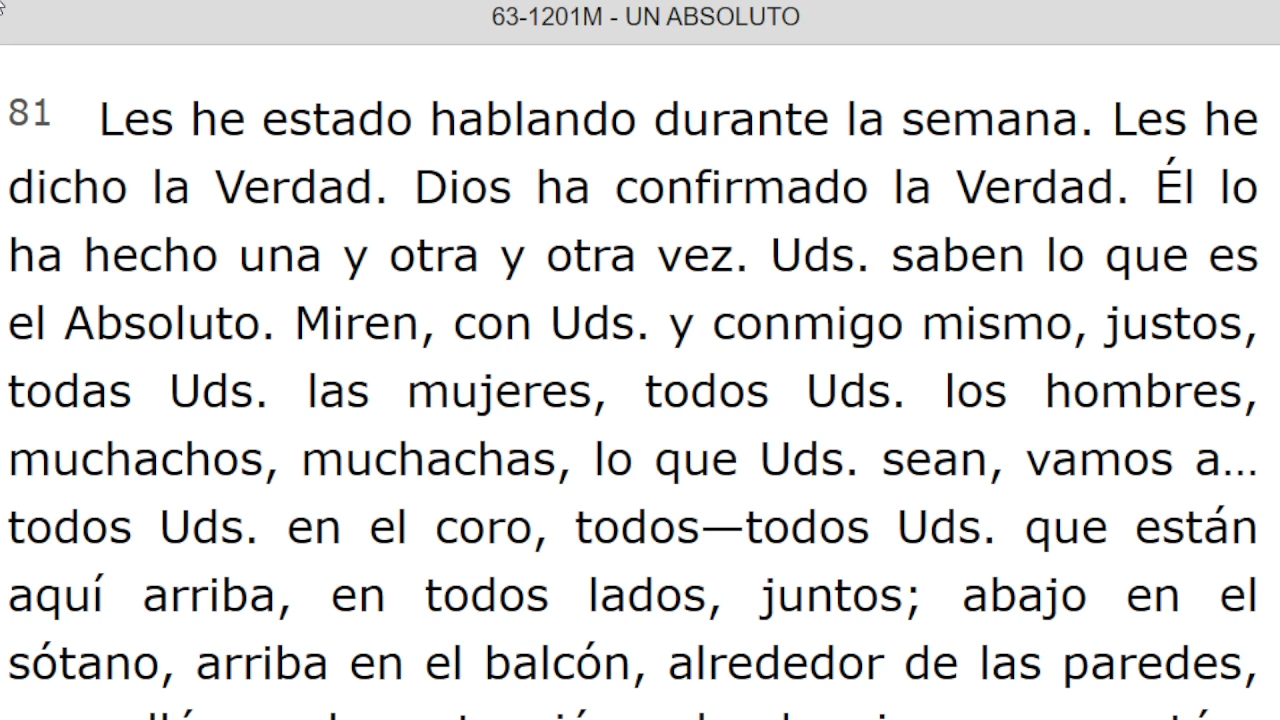 63-1201M - UN ABSOLUTO
81 Les he estado hablando durante la semana. Les he
dicho la Verdad. Dios ha confirmado la Verdad. Él lo
ha hecho una y otra y otra vez. Uds. saben lo que es
el Absoluto. Miren, con Uds. y conmigo mismo, justos,
todas Uds. las mujeres, todos Uds. los hombres,
muchachos, muchachas, lo que Uds. sean, vamos a…
todos Uds. en el coro, todos—todos Uds. que están
aquí arriba, en todos lados, juntos; abajo en el
sótano, arriba en el balcón, alrededor de las paredes,